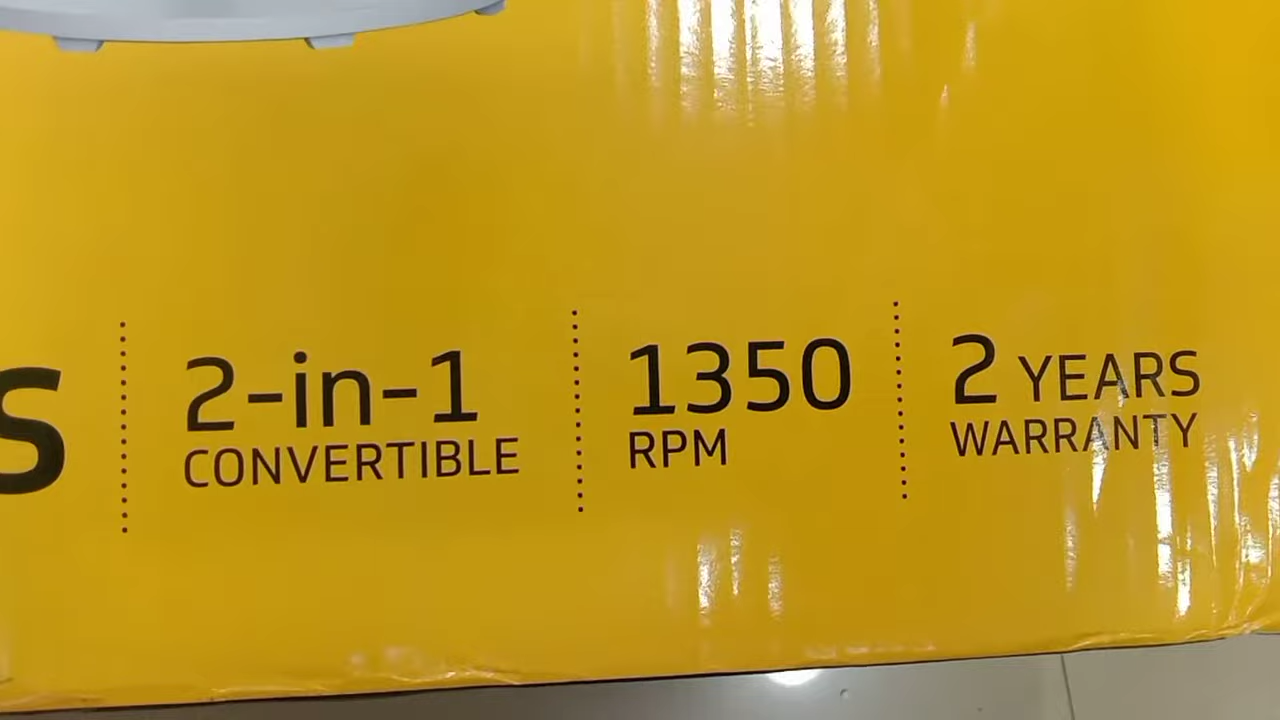 S
2-in-1
CONVERTIBLE
1350
RPM
2 YEARS
WARRANTY